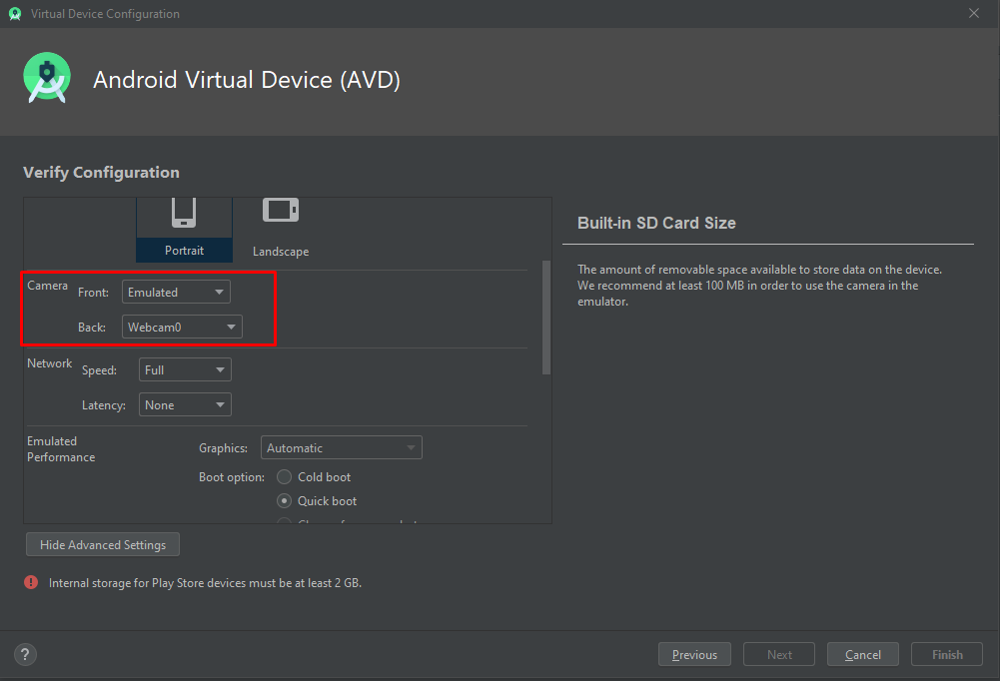 Virtual Device Configuration
Android Virtual Device (AVD)
Verify Configuration
Portrait
Landscape
Camera
Front:
Emulated
Back:
Webcam0
Network
Speed:
Full
Latency:
None
Emulated
Performance
Graphics:
Automatic
Boot option:
Cold boot
Quick boot
Hide Advanced Settings
Internal storage for Play Store devices must be at least 2 GB.
Built-in SD Card Size
The amount of removable space available to store data on the device.
We recommend at least 100 MB in order to use the camera in the
emulator.
?
Previous
Next
Cancel
Finish